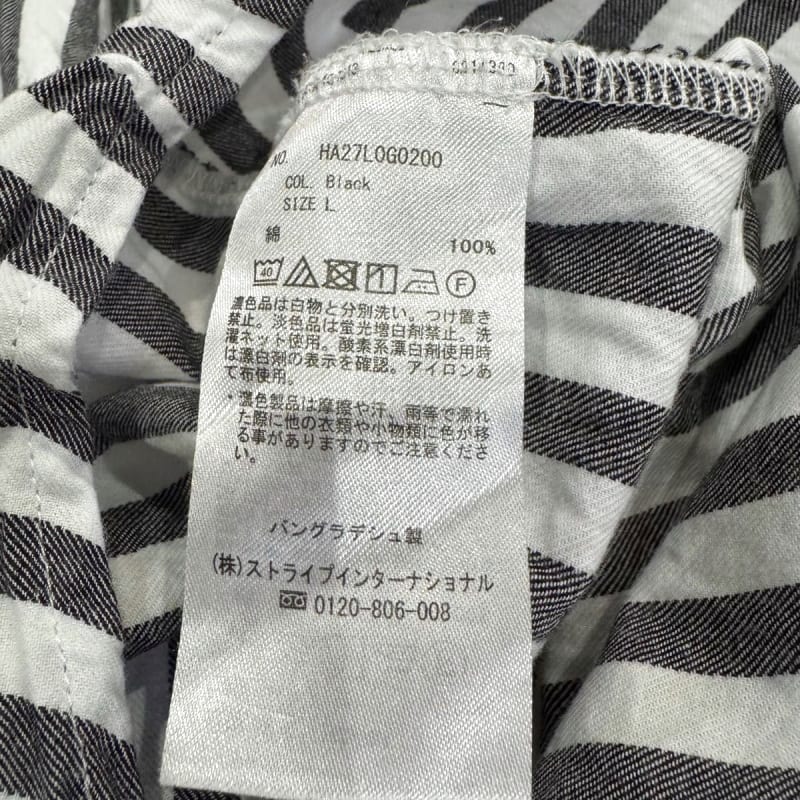 NO. HA27L0G0200
COL. Black
SIZE L
綿 100%
40 F
濃色品は白物と分別洗い。つけ置き
禁止。淡色品は蛍光増白剤禁止。洗
濯ネット使用。酸素系漂白剤使用時
は漂白剤の表示を確認。アイロンあ
て布使用。
・濃色製品は摩擦や汗、雨等で濡れ
た際に他の衣類や小物類に色が移
る事がありますのでご注意くださ
い。
バングラデシュ製
(株)ストライプインターナショナル
0120-806-008